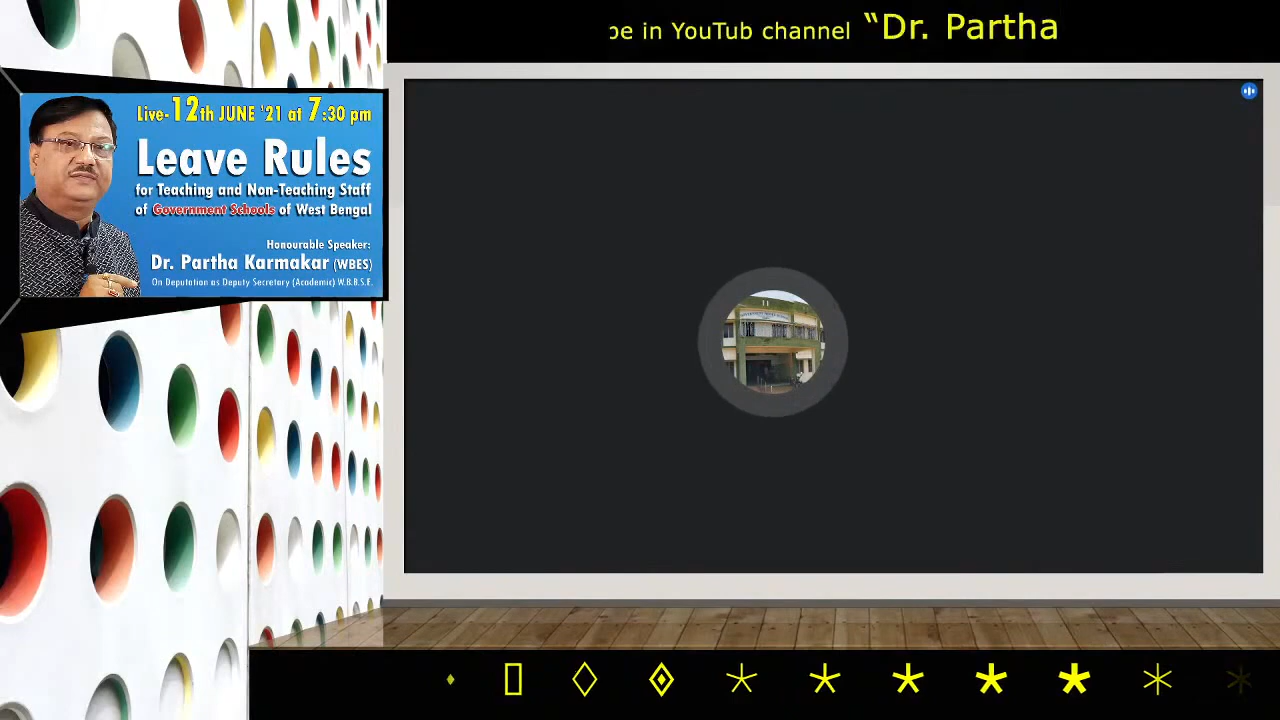 be in YouTub channel “Dr. Partha
Live-12th JUNE '21 at 7:30 pm
Leave Rules
for Teaching and Non-Teaching Staff
of Government Schools of West Bengal
Honourable Speaker:
Dr. Partha Karmakar (WBES)
On Deputation as Deputy Secretary (Academic) W.B.B.S.E.